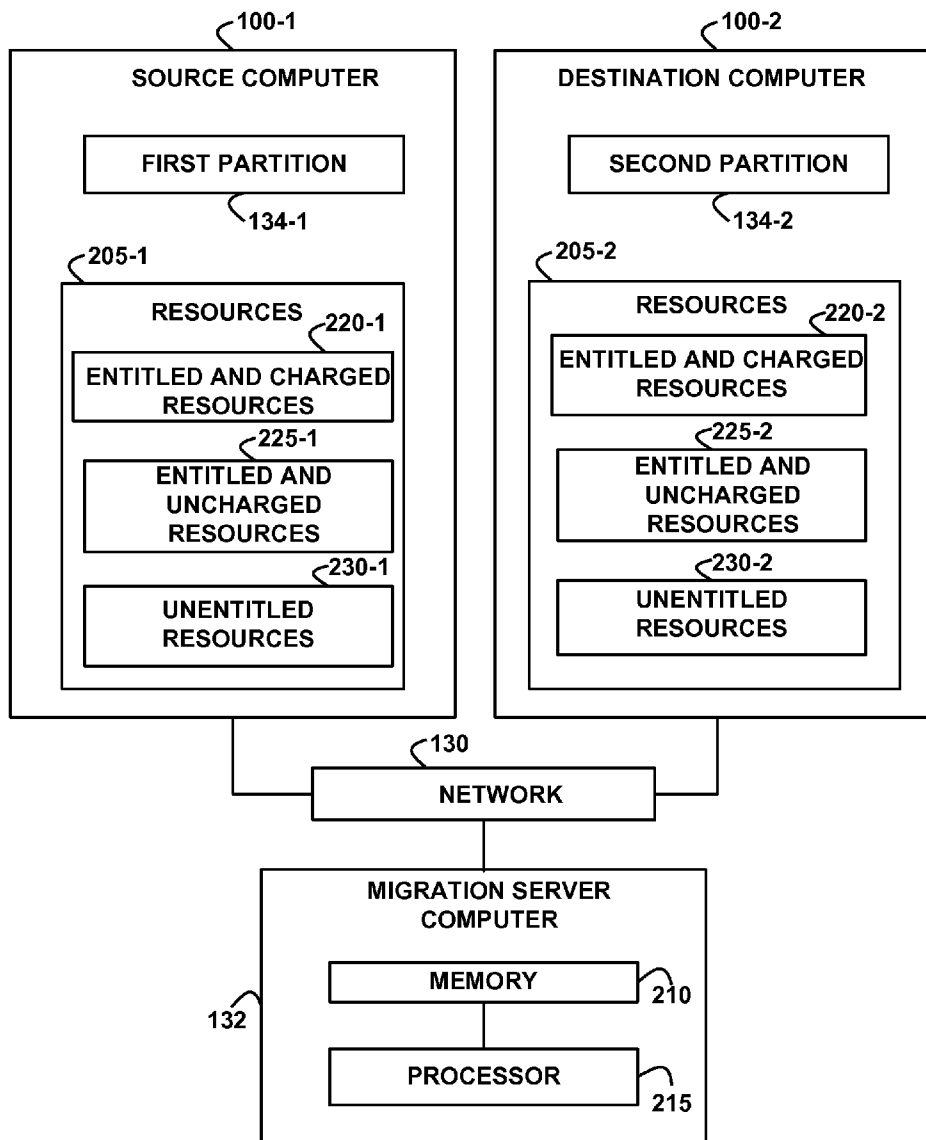 100-1
SOURCE COMPUTER
FIRST PARTITION
134-1
205-1
RESOURCES
220-1
ENTITLED AND CHARGED
RESOURCES
225-1
ENTITLED AND
UNCHARGED
RESOURCES
230-1
UNENTITLED
RESOURCES
100-2
DESTINATION COMPUTER
SECOND PARTITION
134-2
205-2
RESOURCES
220-2
ENTITLED AND CHARGED
RESOURCES
225-2
ENTITLED AND
UNCHARGED
RESOURCES
230-2
UNENTITLED
RESOURCES
130
NETWORK
MIGRATION SERVER
COMPUTER
MEMORY
210
132
PROCESSOR
215